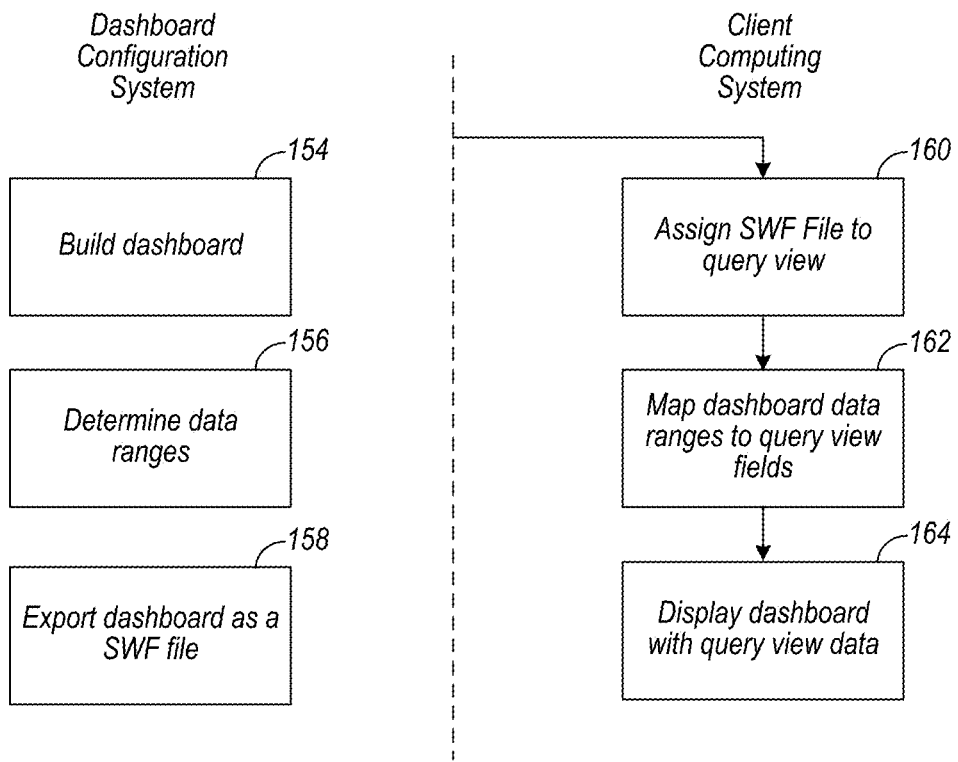 Dashboard
Configuration
System
154
Build dashboard
156
Determine data
ranges
158
Export dashboard as a
SWF file
Client
Computing
System
160
Assign SWF File to
query view
162
Map dashboard data
ranges to query view
fields
164
Display dashboard
with query view data